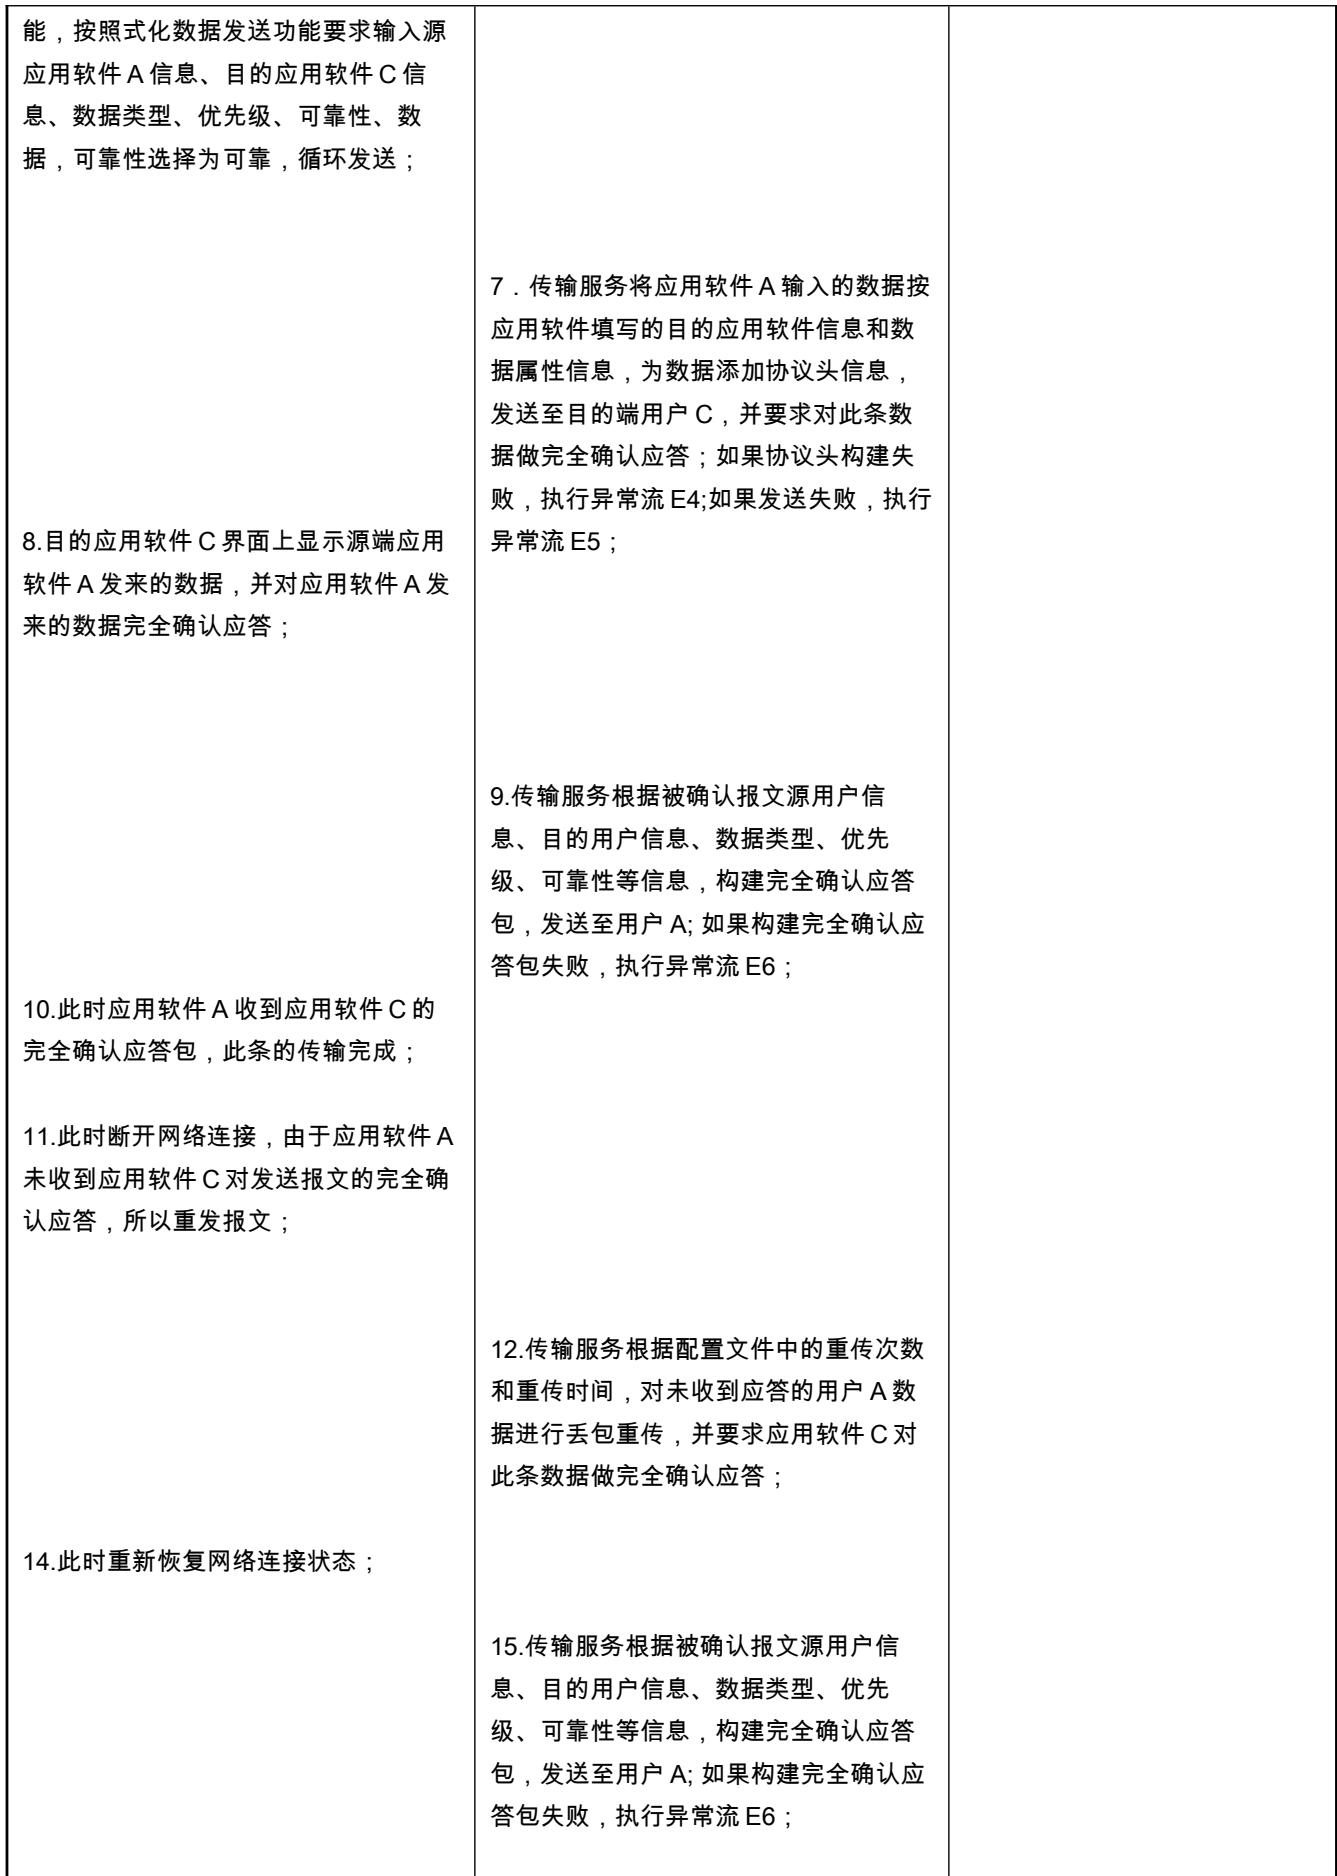 能，按照式化数据发送功能要求输入源
应用软件 A 信息、目的应用软件 C 信
息、数据类型、优先级、可靠性、数
据，可靠性选择为可靠，循环发送；
7．传输服务将应用软件 A 输入的数据按
应用软件填写的目的应用软件信息和数
据属性信息，为数据添加协议头信息，
发送至目的端用户 C，并要求对此条数
据做完全确认应答；如果协议头构建失
败，执行异常流 E4;如果发送失败，执行
异常流 E5；
8.目的应用软件 C 界面上显示源端应用
软件 A 发来的数据，并对应用软件 A 发
来的数据完全确认应答；
9.传输服务根据被确认报文源用户信
息、目的用户信息、数据类型、优先
级、可靠性等信息，构建完全确认应答
包，发送至用户 A; 如果构建完全确认应
答包失败，执行异常流 E6；
10.此时应用软件 A 收到应用软件 C 的
完全确认应答包，此条的传输完成；
11.此时断开网络连接，由于应用软件 A
未收到应用软件 C 对发送报文的完全确
认应答，所以重发报文；
12.传输服务根据配置文件中的重传次数
和重传时间，对未收到应答的用户 A 数
据进行丢包重传，并要求应用软件 C 对
此条数据做完全确认应答；
14.此时重新恢复网络连接状态；
15.传输服务根据被确认报文源用户信
息、目的用户信息、数据类型、优先
级、可靠性等信息，构建完全确认应答
包，发送至用户 A; 如果构建完全确认应
答包失败，执行异常流 E6；